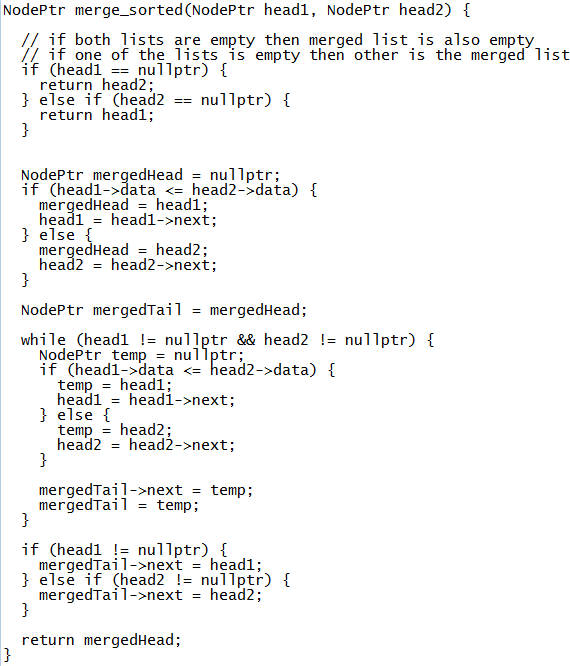 NodePtr merge_sorted(NodePtr head1, NodePtr head2) {

  // if both lists are empty then merged list is also empty
  // if one of the lists is empty then other is the merged list
  if (head1 == nullptr) {
    return head2;
  } else if (head2 == nullptr) {
    return head1;
  }


  NodePtr mergedHead = nullptr;
  if (head1->data <= head2->data) {
    mergedHead = head1;
    head1 = head1->next;
  } else {
    mergedHead = head2;
    head2 = head2->next;
  }

  NodePtr mergedTail = mergedHead;

  while (head1 != nullptr && head2 != nullptr) {
    NodePtr temp = nullptr;
    if (head1->data <= head2->data) {
      temp = head1;
      head1 = head1->next;
    } else {
      temp = head2;
      head2 = head2->next;
    }

    mergedTail->next = temp;
    mergedTail = temp;
  }

  if (head1 != nullptr) {
    mergedTail->next = head1;
  } else if (head2 != nullptr) {
    mergedTail->next = head2;
  }

  return mergedHead;
}